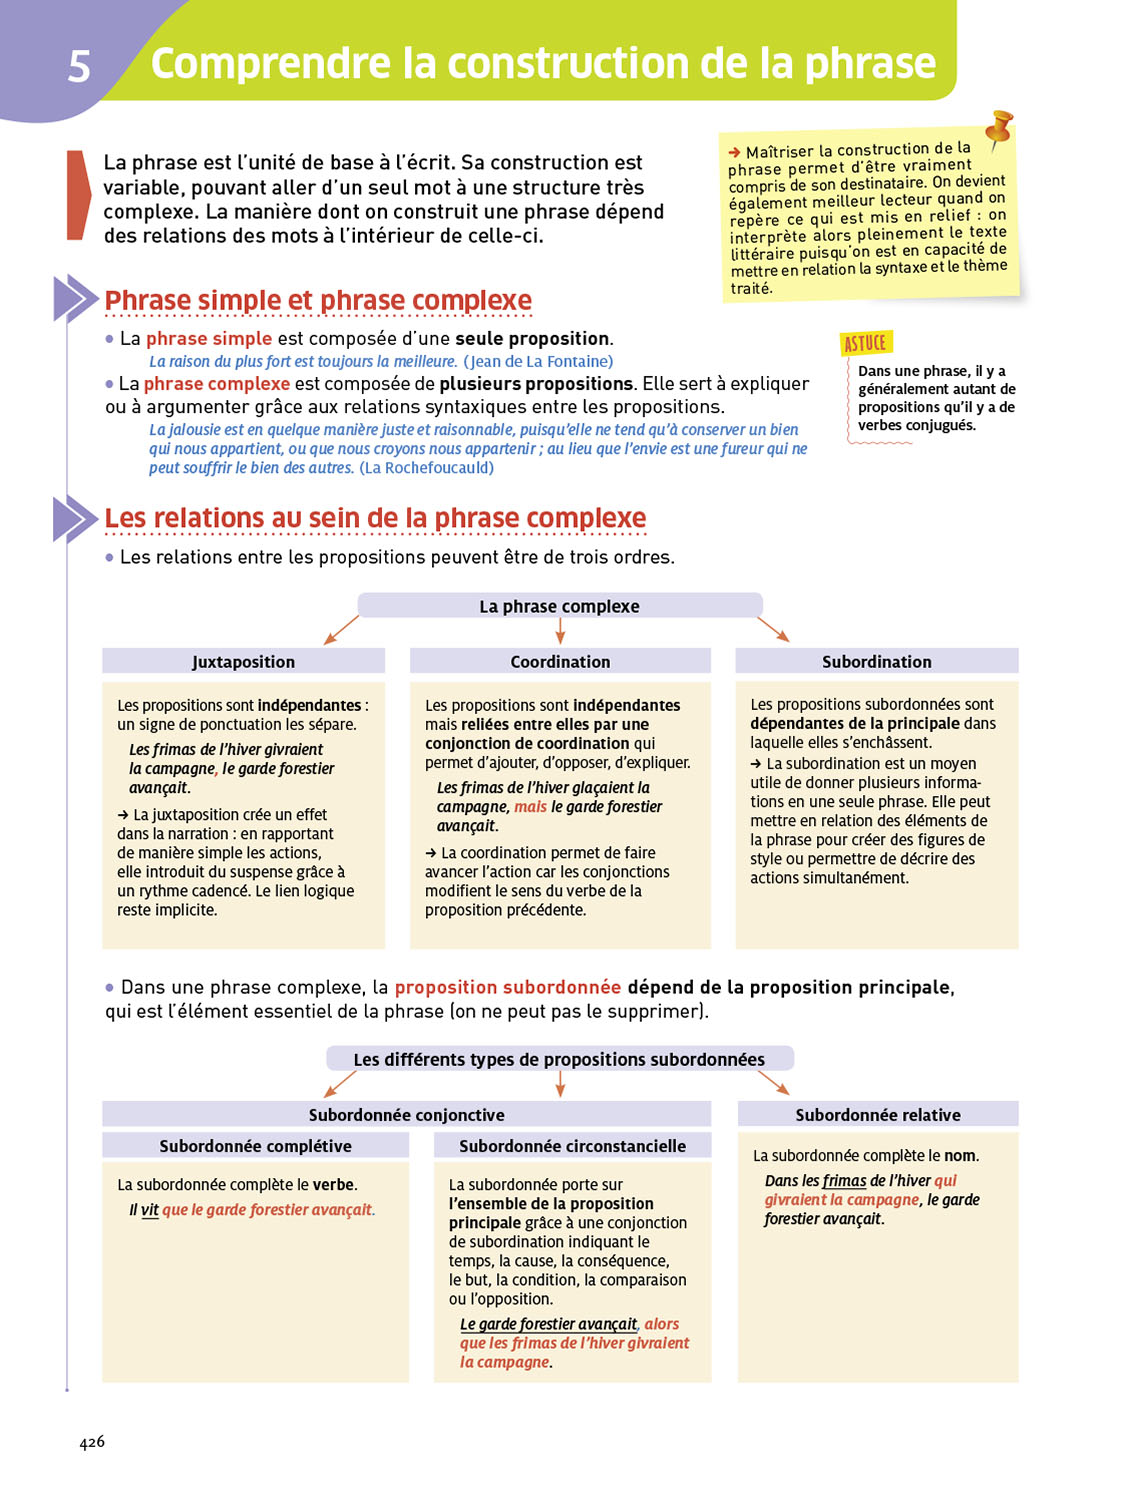 5
Comprendre la construction de la phrase
La phrase est l'unité de base à l'écrit. Sa construction est
variable, pouvant aller d'un seul mot à une structure très
complexe. La manière dont on construit une phrase dépend
des relations des mots à l'intérieur de celle-ci.
→ Maîtriser la construction de la
phrase permet d'être vraiment
compris de son destinataire. On devient
également meilleur lecteur quand on
repère ce qui est mis en relief : on
interprète alors pleinement le texte
littéraire puisqu'on est en capacité de
mettre en relation la syntaxe et le thème
traité.
Phrase simple et phrase complexe
• La phrase simple est composée d'une seule proposition.
La raison du plus fort est toujours la meilleure. (Jean de La Fontaine)
• La phrase complexe est composée de plusieurs propositions. Elle sert à expliquer
ou à argumenter grâce aux relations syntaxiques entre les propositions.
La jalousie est en quelque manière juste et raisonnable, puisqu'elle ne tend qu'à conserver un bien
qui nous appartient, ou que nous croyons nous appartenir ; au lieu que l'envie est une fureur qui ne
peut souffrir le bien des autres. (La Rochefoucauld)
ASTUCE
Dans une phrase, il y a
généralement autant de
propositions qu'il y a de
verbes conjugués.
Les relations au sein de la phrase complexe
• Les relations entre les propositions peuvent être de trois ordres.
La phrase complexe
Juxtaposition
Les propositions sont indépendantes :
un signe de ponctuation les sépare.
Les frimas de l'hiver givraient
la campagne, le garde forestier
avançait.
→ La juxtaposition crée un effet
dans la narration : en rapportant
de manière simple les actions,
elle introduit du suspense grâce à
un rythme cadencé. Le lien logique
reste implicite.
Coordination
Les propositions sont indépendantes
mais reliées entre elles par une
conjonction de coordination qui
permet d'ajouter, d'opposer, d'expliquer.
Les frimas de l'hiver glaçaient la
campagne, mais le garde forestier
avançait.
→ La coordination permet de faire
avancer l'action car les conjonctions
modifient le sens du verbe de la
proposition précédente.
Subordination
Les propositions subordonnées sont
dépendantes de la principale dans
laquelle elles s'enchâssent.
→ La subordination est un moyen
utile de donner plusieurs informa-
tions en une seule phrase. Elle peut
mettre en relation des éléments de
la phrase pour créer des figures de
style ou permettre de décrire des
actions simultanément.
• Dans une phrase complexe, la proposition subordonnée dépend de la proposition principale,
qui est l'élément essentiel de la phrase (on ne peut pas le supprimer).
Les différents types de propositions subordonnées
Subordonnée conjonctive
Subordonnée complétive
La subordonnée complète le verbe.
Il vit que le garde forestier avançait.
Subordonnée circonstancielle
La subordonnée porte sur
l'ensemble de la proposition
principale grâce à une conjonction
de subordination indiquant le
temps, la cause, la conséquence,
le but, la condition, la comparaison
ou l'opposition.
Le garde forestier avançait, alors
que les frimas de l'hiver givraient
la campagne.
Subordonnée relative
La subordonnée complète le nom.
Dans les frimas de l'hiver qui
givraient la campagne, le garde
forestier avançait.
426